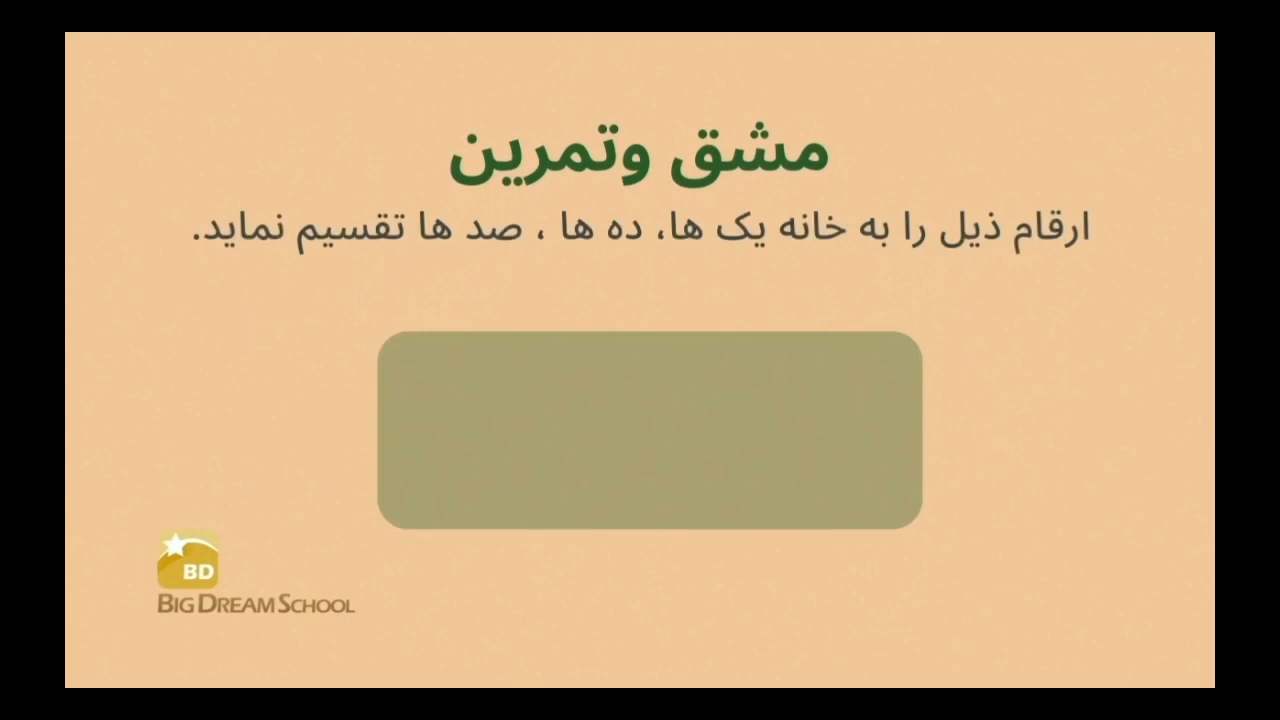 مشق وتمرین
ارقام ذیل را به خانه یک ها، ده ها ، صد ها تقسیم نماید.
BD
BIG DREAM SCHOOL